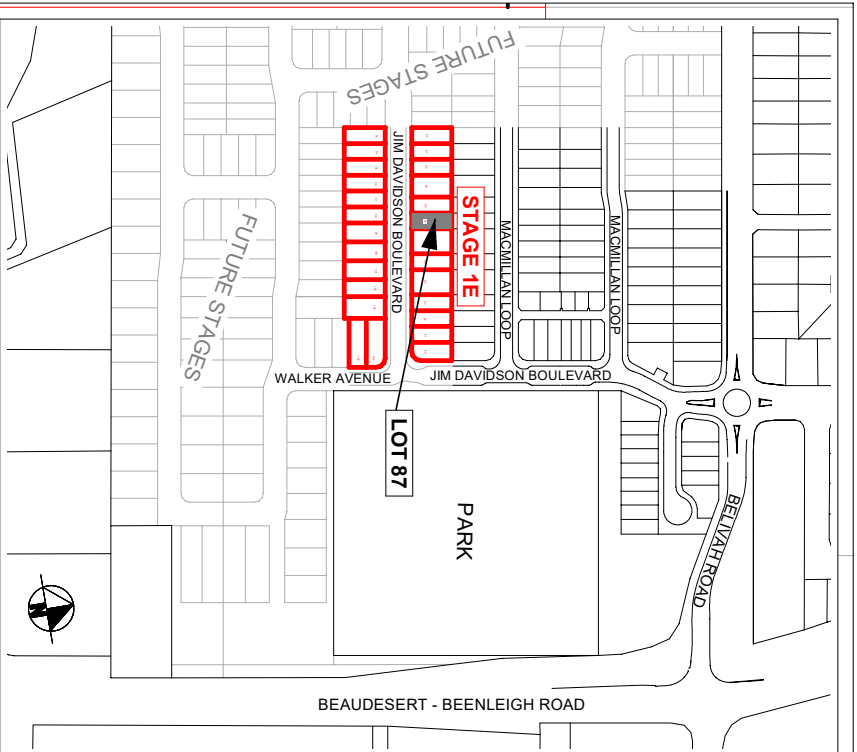 FUTURE STAGES
JIM DAVIDSON BOULEVARD
STAGE 1E
MACMILLAN LOOP
MACMILLAN LOOP
FUTURE STAGES
WALKER AVENUE
JIM DAVIDSON BOULEVARD
LOT 87
PARK
BELIVAH ROAD
N
BEAUDESERT - BEENLEIGH ROAD